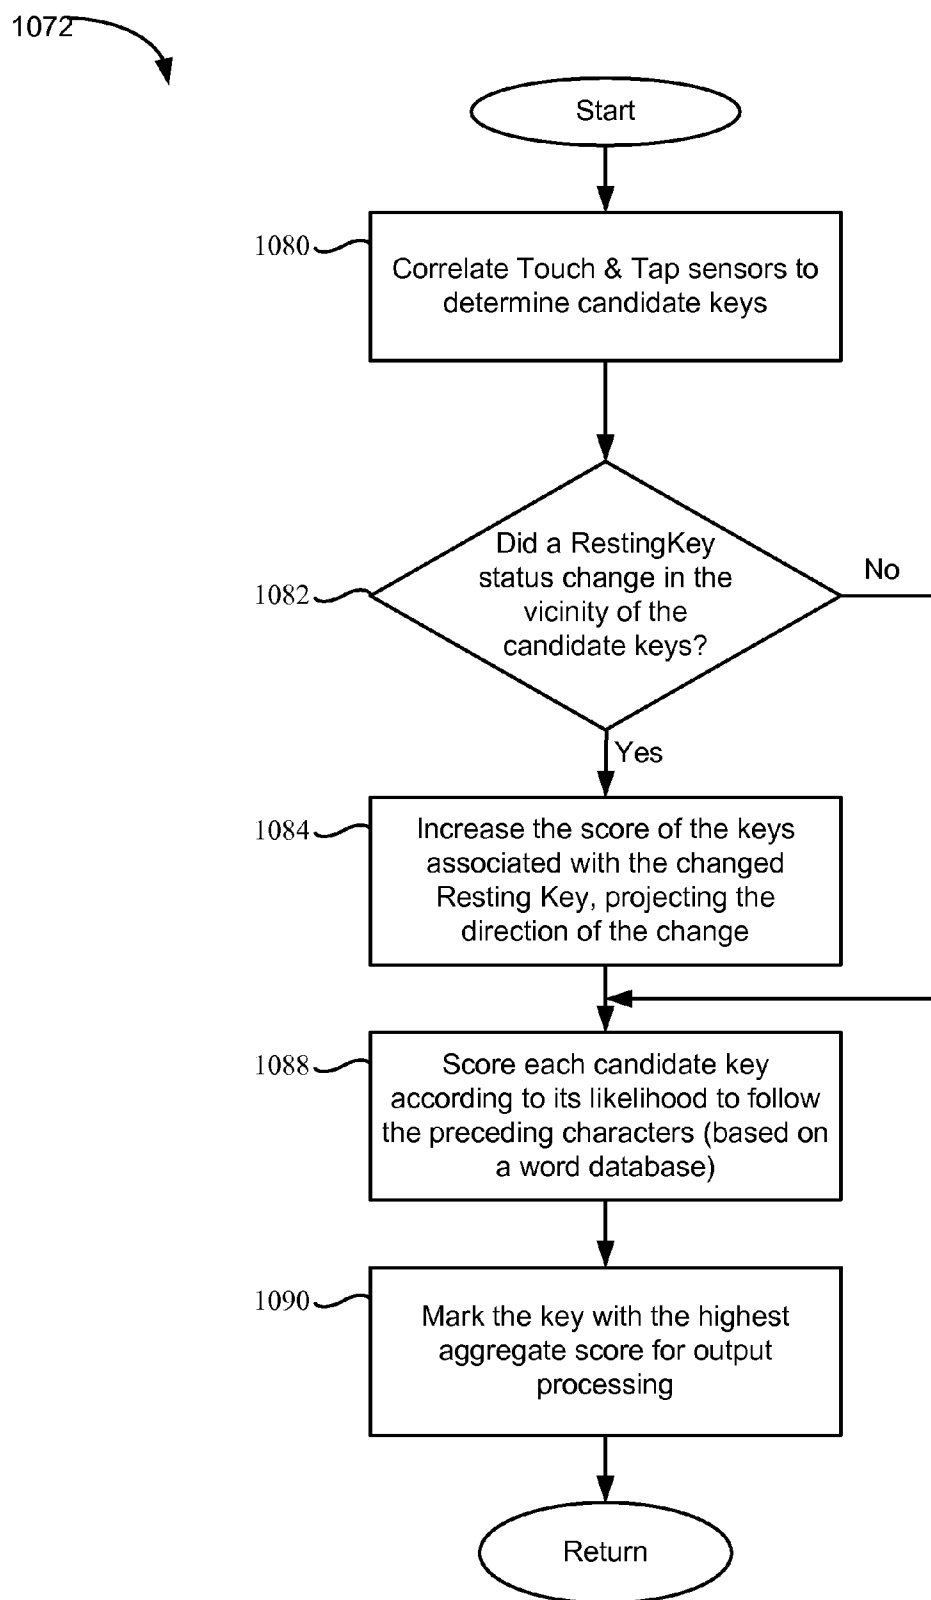 1072
Start
1080
Correlate Touch & Tap sensors to
determine candidate keys
Did a RestingKey
status change in the
vicinity of the
candidate keys?
1082
No
Yes
1084
Increase the score of the keys
associated with the changed
Resting Key, projecting the
direction of the change
1088
Score each candidate key
according to its likelihood to follow
the preceding characters (based on
a word database)
1090
Mark the key with the highest
aggregate score for output
processing
Return